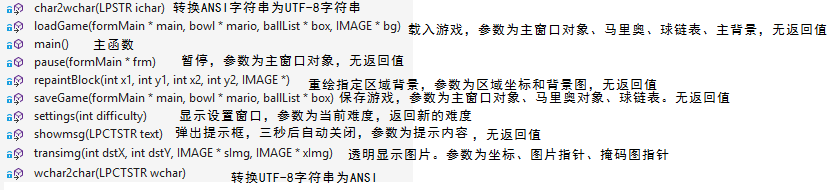 char2wchar(LPSTR ichar) 转换ANSI字符串为UTF-8字符串
loadGame(formMain * main, bowl * mario, ballList * box, IMAGE * bg) 载入游戏，参数为主窗口对象、马里奥对象、球链表、主背景，无返回值
main() 主函数
pause(formMain * frm) 暂停，参数为主窗口对象，无返回值
repaintBlock(int x1, int y1, int x2, int y2, IMAGE *) 重绘指定区域背景，参数为区域坐标和背景图，无返回值
saveGame(formMain * main, bowl * mario, ballList * box) 保存游戏，参数为主窗口对象、马里奥对象、球链表。无返回值
settings(int difficulty) 显示设置窗口，参数为当前难度，返回新的难度
showmsg(LPCTSTR text) 弹出提示框，三秒后自动关闭，参数为提示内容，无返回值
transimg(int dstX, int dstY, IMAGE * sImg, IMAGE * xImg) 透明显示图片。参数为坐标、图片指针、掩码图指针
wchar2char(LPCTSTR wchar) 转换UTF-8字符串为ANSI